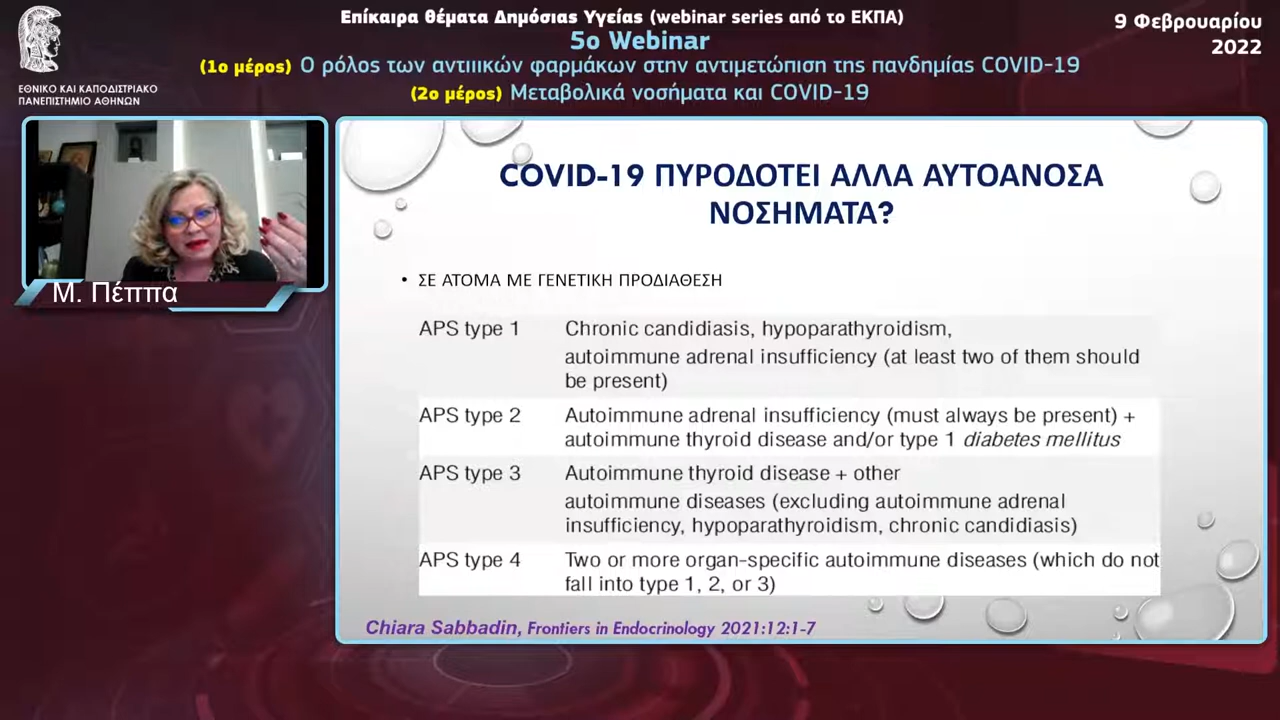 Επίκαιρα θέματα Δημόσιας Υγείας (webinar series από το ΕΚΠΑ)
5ο Webinar
(1ο μέρος) Ο ρόλος των αντιιικών φαρμάκων στην αντιμετώπιση της πανδημίας COVID-19
(2ο μέρος) Μεταβολικά νοσήματα και COVID-19
9 Φεβρουαρίου
2022
ΕΘΝΙΚΟ ΚΑΙ ΚΑΠΟΔΙΣΤΡΙΑΚΟ
ΠΑΝΕΠΙΣΤΗΜΙΟ ΑΘΗΝΩΝ
Μ. Πέππα
COVID-19 ΠΥΡΟΔΟΤΕΙ ΑΛΛΑ ΑΥΤΟΑΝΟΣΑ
ΝΟΣΗΜΑΤΑ?
• ΣΕ ΑΤΟΜΑ ΜΕ ΓΕΝΕΤΙΚΗ ΠΡΟΔΙΑΘΕΣΗ
APS type 1 Chronic candidiasis, hypoparathyroidism,
autoimmune adrenal insufficiency (at least two of them should
be present)
APS type 2 Autoimmune adrenal insufficiency (must always be present) +
autoimmune thyroid disease and/or type 1 diabetes mellitus
APS type 3 Autoimmune thyroid disease + other
autoimmune diseases (excluding autoimmune adrenal
insufficiency, hypoparathyroidism, chronic candidiasis)
APS type 4 Two or more organ-specific autoimmune diseases (which do not
fall into type 1, 2, or 3)
Chiara Sabbadin, Frontiers in Endocrinology 2021:12:1-7